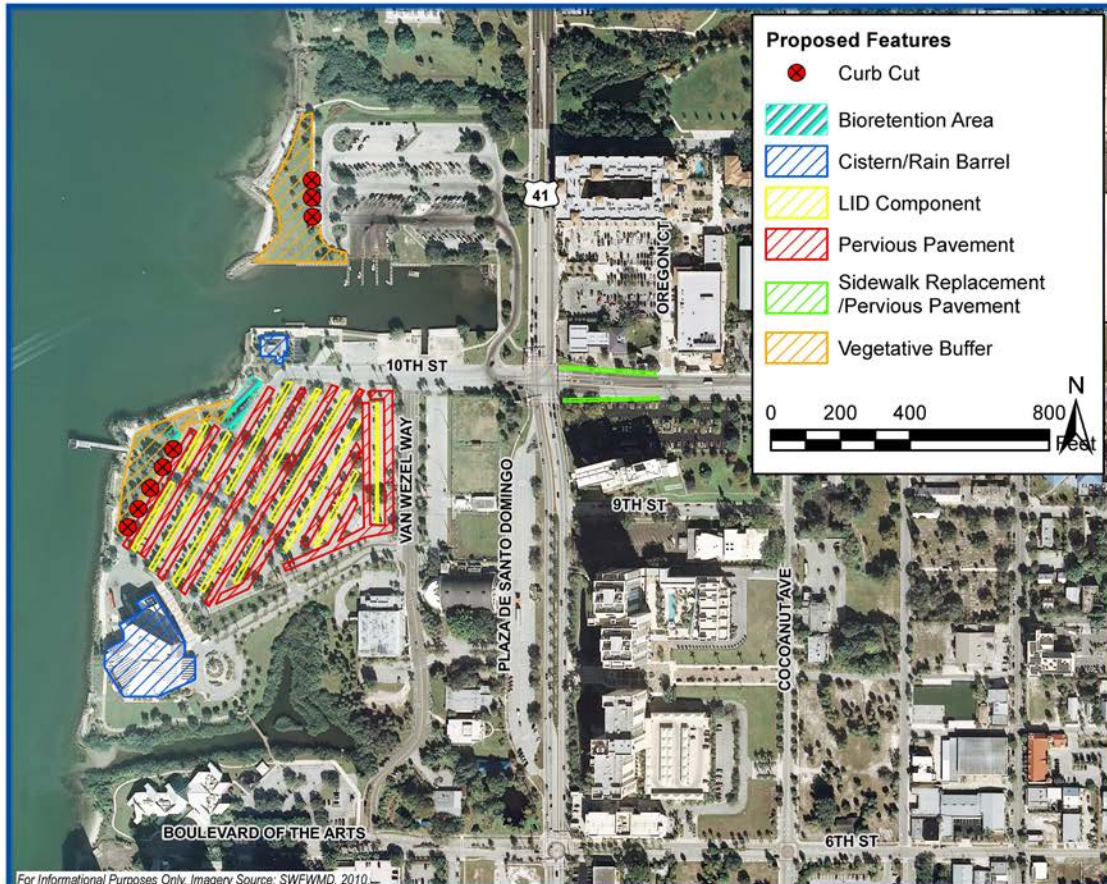 Proposed Features
Curb Cut
Bioretention Area
Cistern/Rain Barrel
LID Component
Pervious Pavement
Sidewalk Replacement
/Pervious Pavement
Vegetative Buffer
N
0 200 400 800
Feet
41
OREGON CT
10TH ST
VAN WEZEL WAY
PLAZA DE SANTO DOMINGO
9TH ST
COCOANUT AVE
BOULEVARD OF THE ARTS
6TH ST
For Informational Purposes Only. Imagery Source: SWFWMD, 2010.